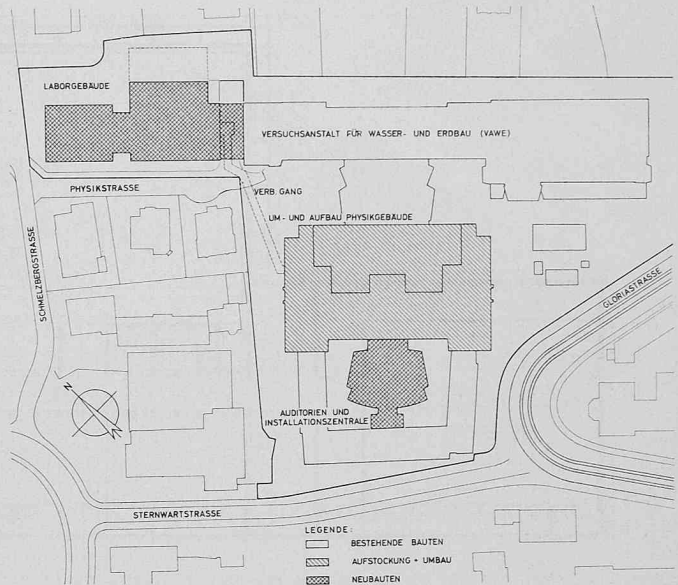 LABORGEBÄUDE
VERSUCHSANSTALT FÜR WASSER- UND ERDBAU (VAWE)
PHYSIKSTRASSE
VERB. GANG
UM- UND AUFBAU PHYSIKGEBÄUDE
SCHMELZBERGSTRASSE
GLORIASTRASSE
N
AUDITORIEN UND
INSTALLATIONSZENTRALE
STERNWARTSTRASSE
LEGENDE:
BESTEHENDE BAUTEN
AUFSTOCKUNG + UMBAU
NEUBAUTEN